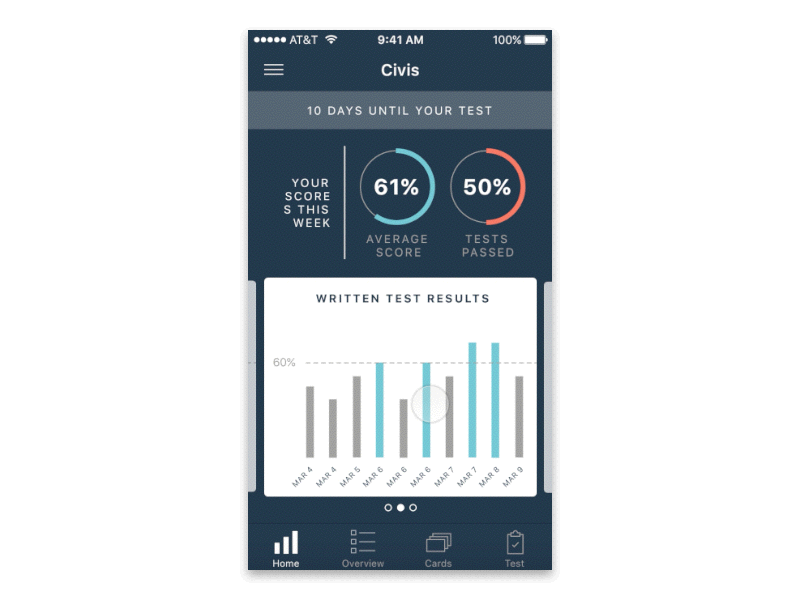 AT&T 9:41 AM 100%
Civis
10 DAYS UNTIL YOUR TEST
YOUR
SCORE
S THIS
WEEK
61%
AVERAGE
SCORE
50%
TESTS
PASSED
WRITTEN TEST RESULTS
60%
MAR 4 MAR 4 MAR 5 MAR 6 MAR 6 MAR 6 MAR 7 MAR 7 MAR 8 MAR 9
Home Overview Cards Test